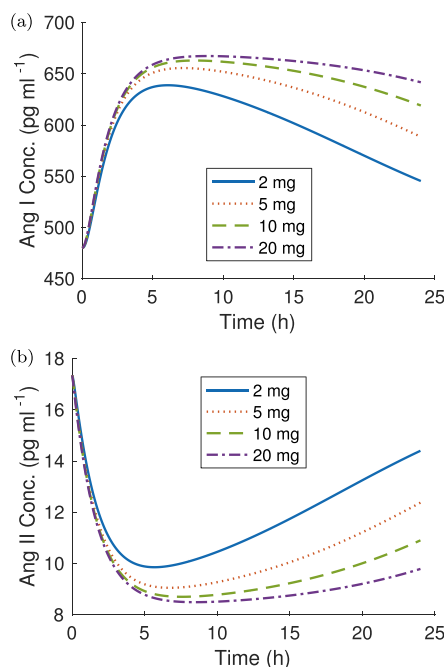 (a)
700
650
600
550
500
450
Ang I Conc. (pg ml⁻¹)
2 mg
5 mg
10 mg
20 mg
0 5 10 15 20 25
Time (h)
(b)
18
16
14
12
10
8
Ang II Conc. (pg ml⁻¹)
2 mg
5 mg
10 mg
20 mg
0 5 10 15 20 25
Time (h)